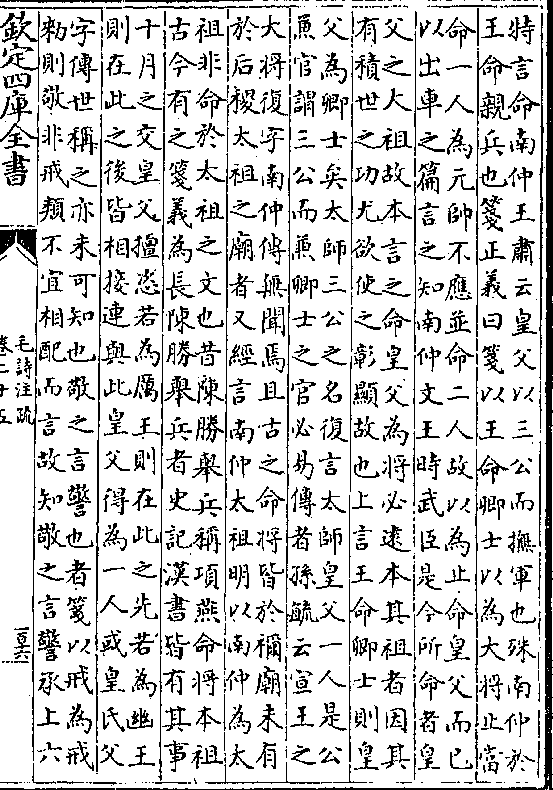 特言命南仲王肅云皇父以三公而撫軍也殊南仲於
王命親兵也箋正義曰箋以王命卿士以為大將止當
命一人為元帥不應並命二人故以為止命皇父而已
以出車之篇言之知南仲文王時武臣是今所命者皇
父之大祖故本言之命皇父為將必逺本其祖者因其
有積世之功尤欲使之彰顯故也上言王命卿士則皇
父為卿士矣太師三公之名復言太師皇父一人是公
兼官謂三公而兼卿士之官必易傳者孫毓云宣王之
大將復字南仲傳無聞焉且古之命將皆於禰廟未有
於后稷太祖之廟者又經言南仲太祖明以南仲為太
祖非命於太祖之文也昔陳勝舉兵稱項燕命將本祖
古今有之箋義為長陳勝舉兵者史記漢書皆有其事
十月之交皇父擅恣若為厲王則在此之先若為幽王
則在此之後皆相接連與此皇父得為一人或皇氏父
字傳世稱之亦未可知也敬之言警也者箋以戒為戒
勑則敬非戒類不宜相配而言故知敬之言警承上六
欽定四庫全書
毛詩注疏
卷二十五